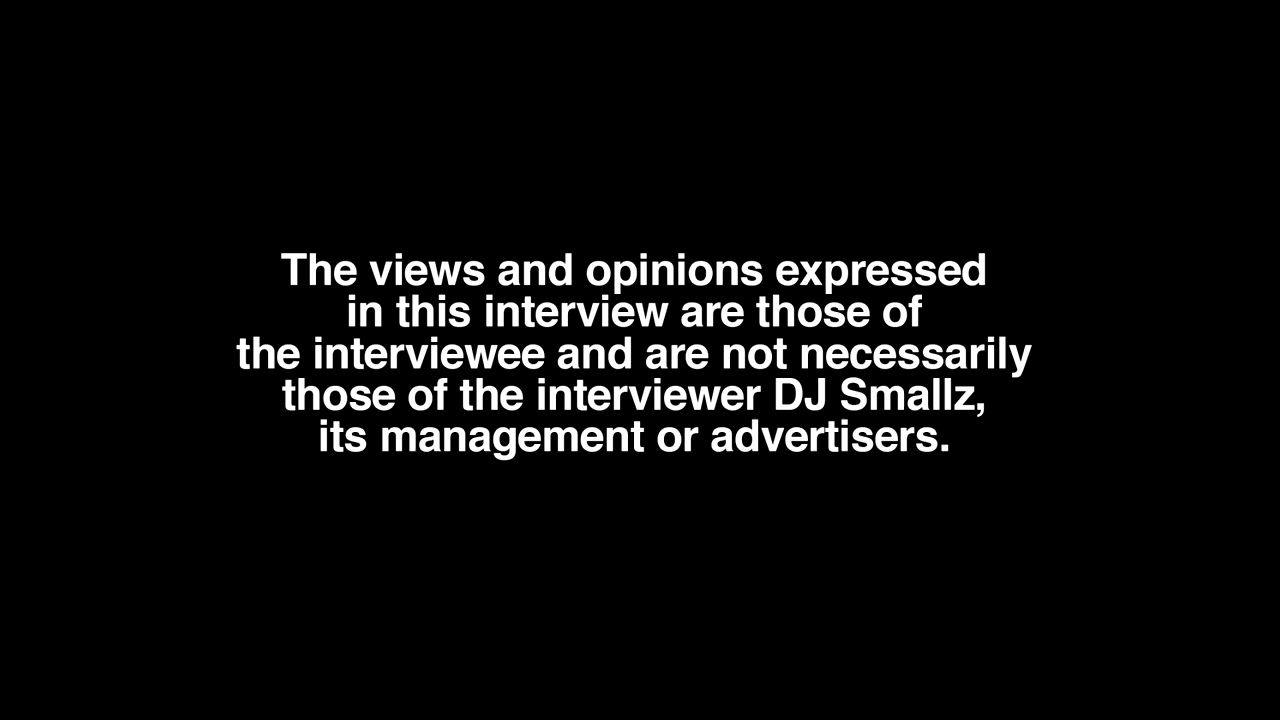 The views and opinions expressed
in this interview are those of
the interviewee and are not necessarily
those of the interviewer DJ Smallz,
its management or advertisers.